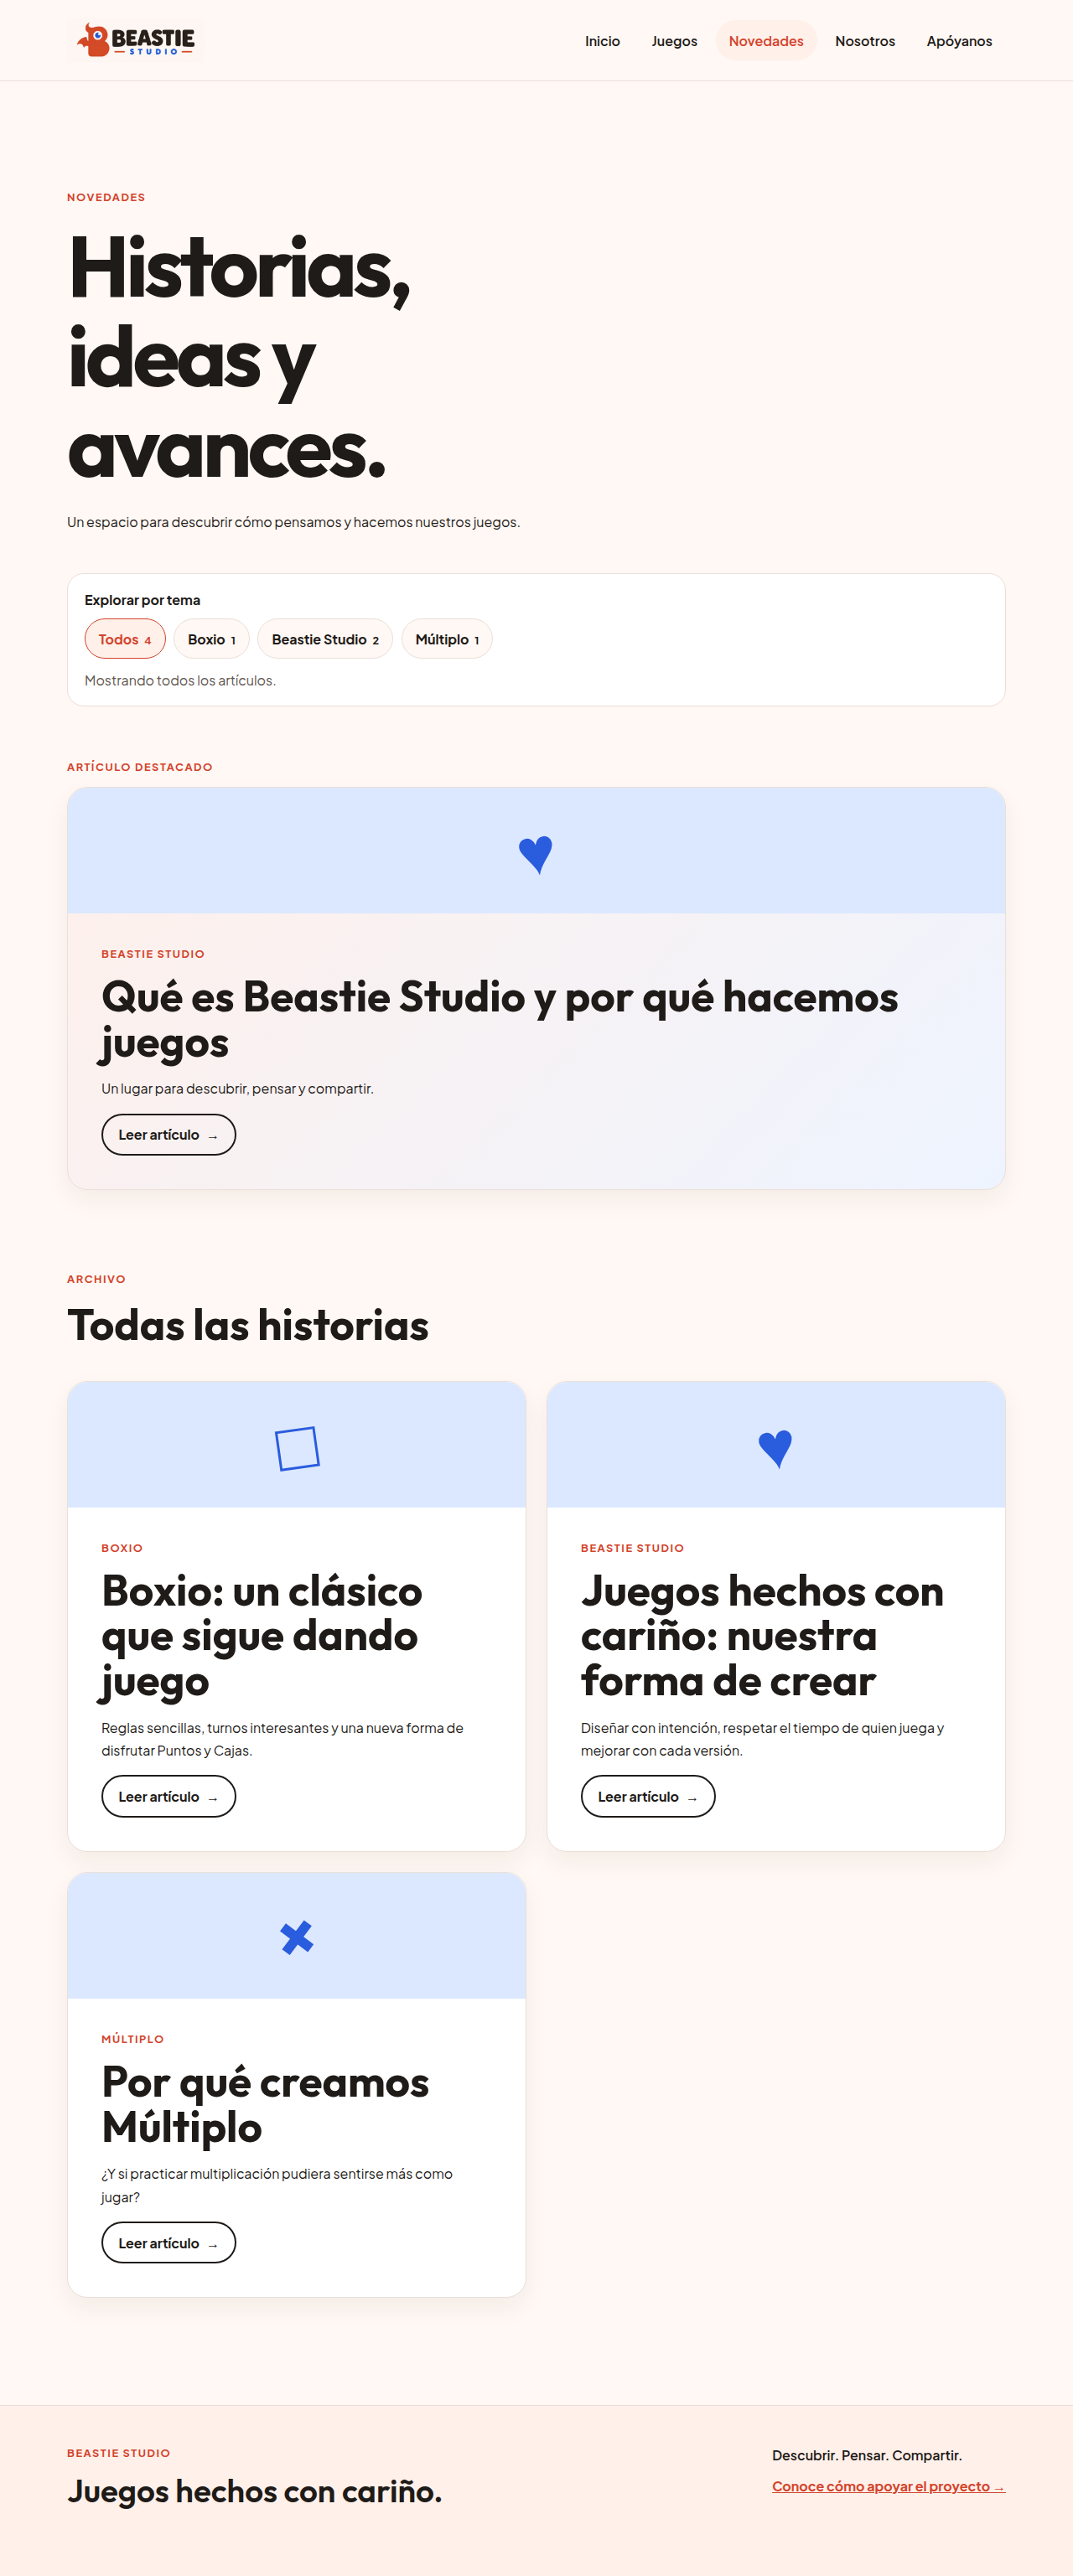 BEASTIE
STUDIO
Inicio Juegos Novedades Nosotros Apóyanos
NOVEDADES
Historias,
ideas y
avances.
Un espacio para descubrir cómo pensamos y hacemos nuestros juegos.
Explorar por tema
Todos 4 Boxio 1 Beastie Studio 2 Múltiplo 1
Mostrando todos los artículos.
ARTÍCULO DESTACADO
BEASTIE STUDIO
Qué es Beastie Studio y por qué hacemos
juegos
Un lugar para descubrir, pensar y compartir.
Leer artículo →
ARCHIVO
Todas las historias
BOXIO
Boxio: un clásico
que sigue dando
juego
Reglas sencillas, turnos interesantes y una nueva forma de
disfrutar Puntos y Cajas.
Leer artículo →
BEASTIE STUDIO
Juegos hechos con
cariño: nuestra
forma de crear
Diseñar con intención, respetar el tiempo de quien juega y
mejorar con cada versión.
Leer artículo →
MÚLTIPLO
Por qué creamos
Múltiplo
¿Y si practicar multiplicación pudiera sentirse más como
jugar?
Leer artículo →
BEASTIE STUDIO
Juegos hechos con cariño.
Descubrir. Pensar. Compartir.
Conoce cómo apoyar el proyecto →